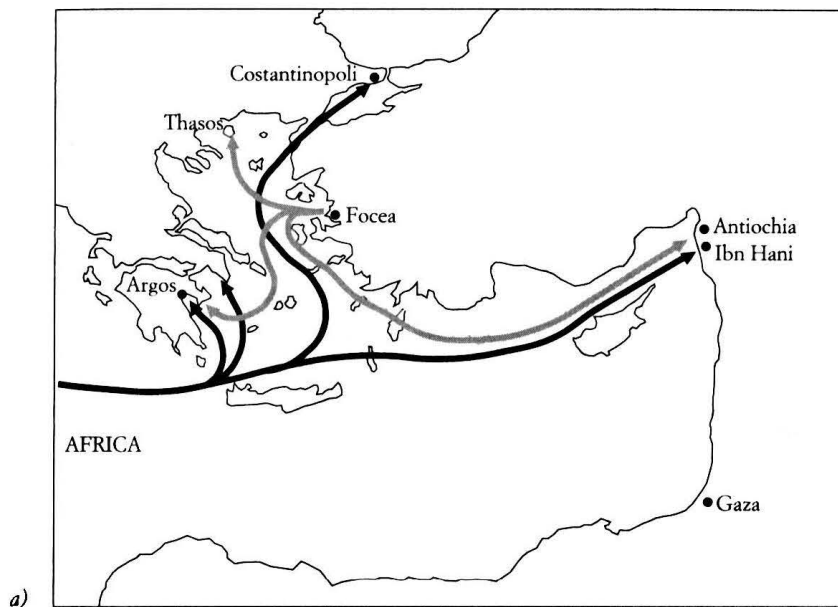 Costantinopoli
Thasos
Focea
Antiochia
Ibn Hani
Argos
AFRICA
Gaza
a)